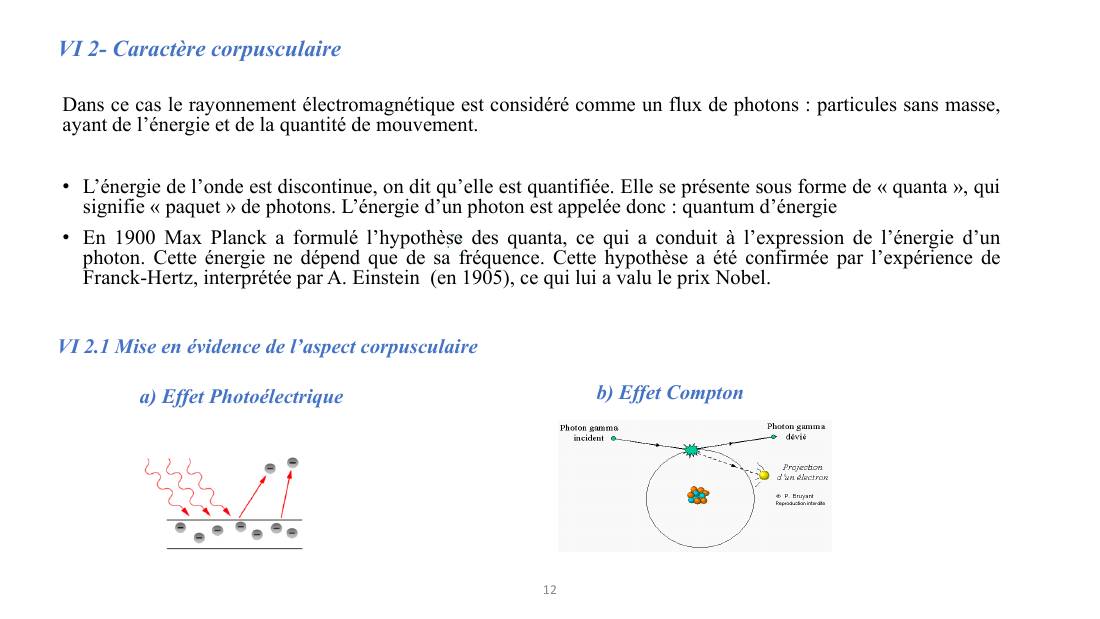 VI 2- Caractère corpusculaire
Dans ce cas le rayonnement électromagnétique est considéré comme un flux de photons : particules sans masse,
ayant de l’énergie et de la quantité de mouvement.
• L’énergie de l’onde est discontinue, on dit qu’elle est quantifiée. Elle se présente sous forme de « quanta », qui
signifie « paquet » de photons. L’énergie d’un photon est appelée donc : quantum d’énergie
• En 1900 Max Planck a formulé l’hypothèse des quanta, ce qui a conduit à l’expression de l’énergie d’un
photon. Cette énergie ne dépend que de sa fréquence. Cette hypothèse a été confirmée par l’expérience de
Franck-Hertz, interprétée par A. Einstein (en 1905), ce qui lui a valu le prix Nobel.
VI 2.1 Mise en évidence de l’aspect corpusculaire
a) Effet Photoélectrique
b) Effet Compton
Photon gamma
incident
Photon gamma
dévié
Projection
d'un électron
© P. Bruyant
Reproduction interdite
12